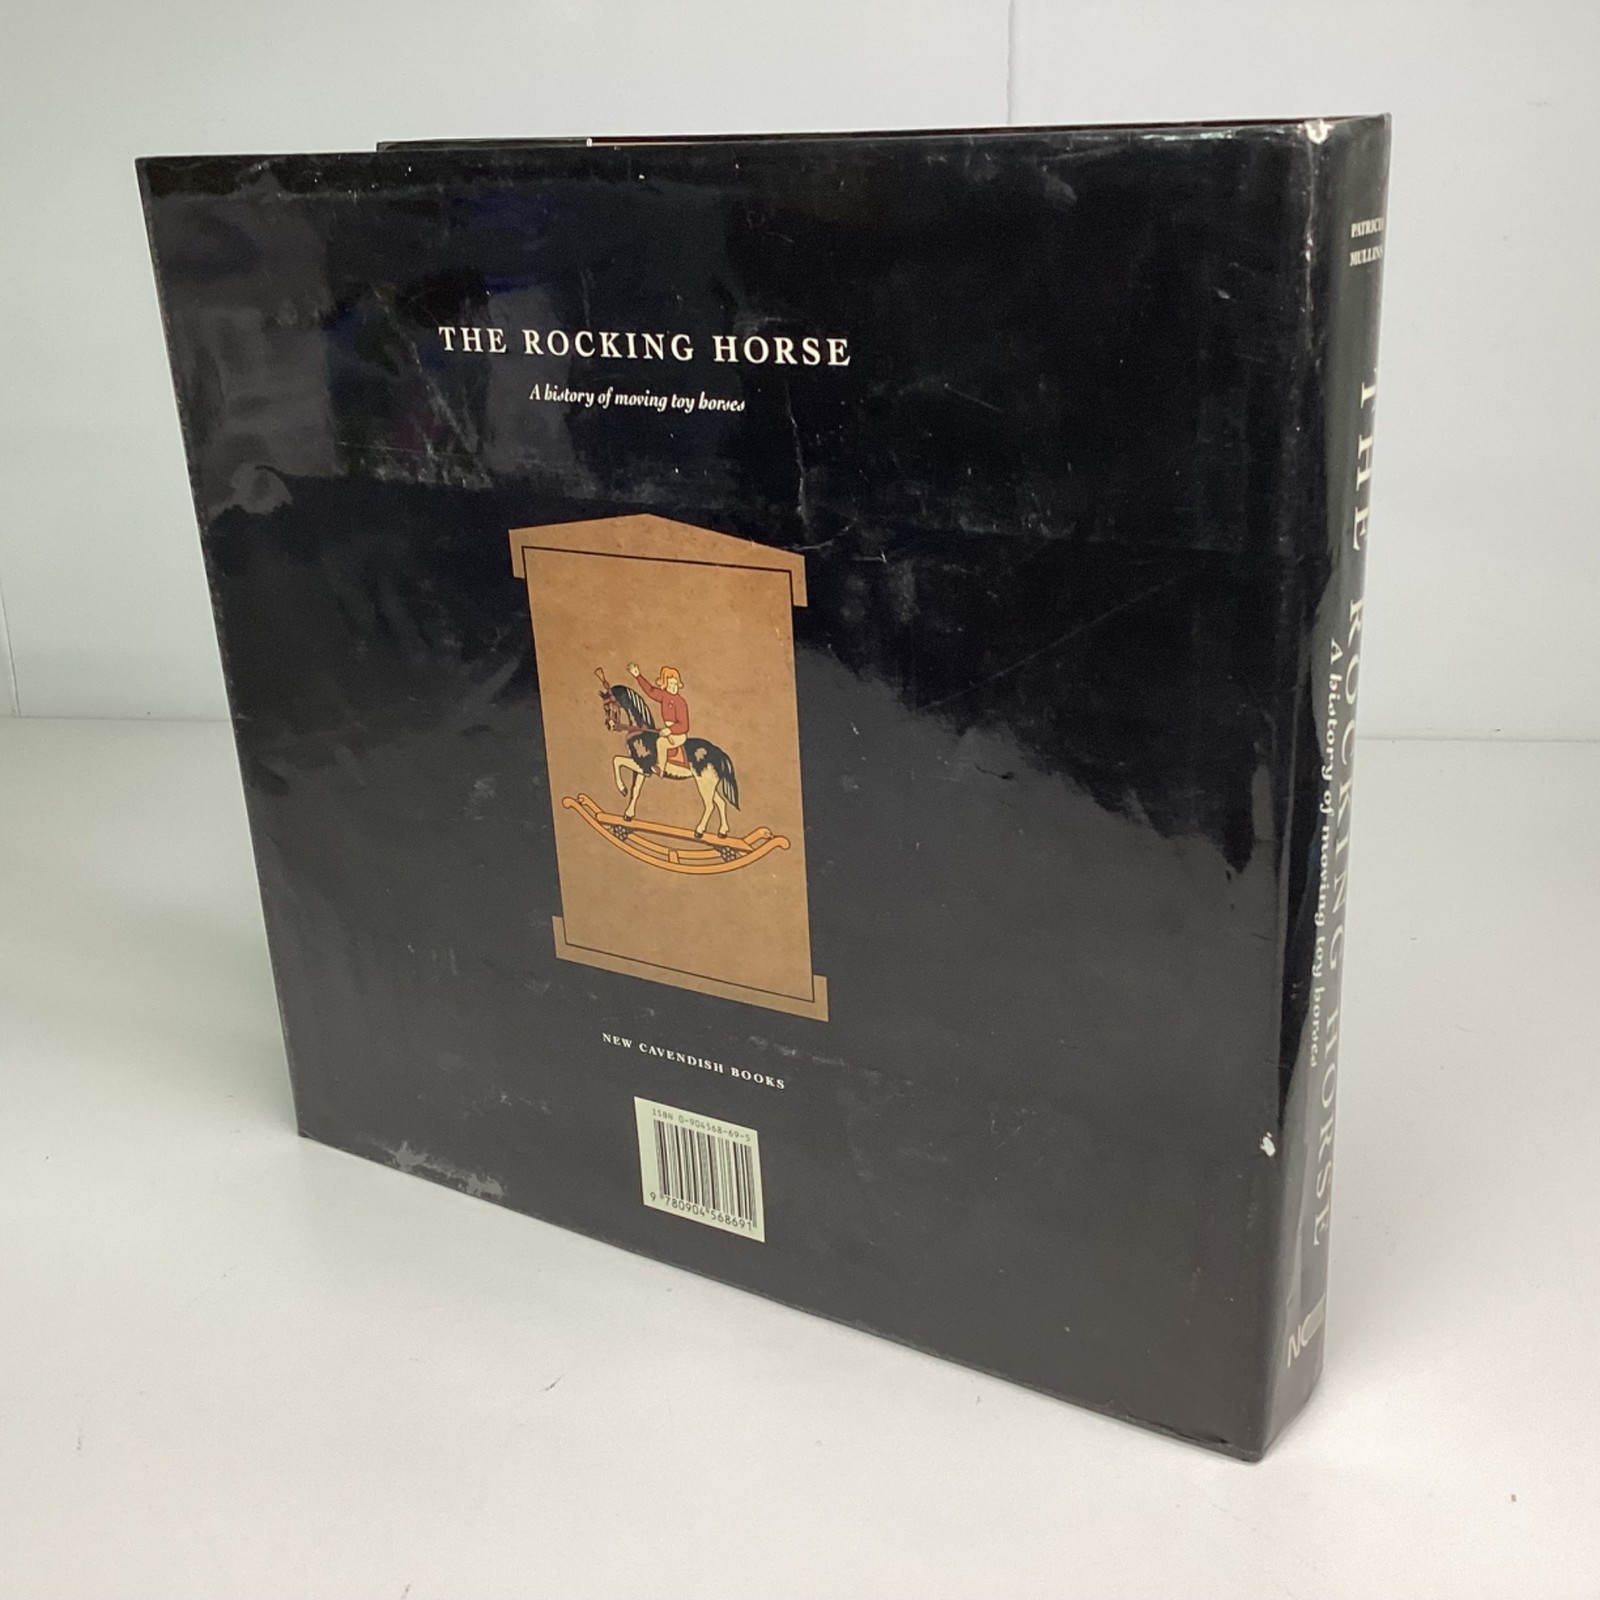 THE ROCKING HORSE
A history of moving toy horses
NEW CAVENDISH BOOKS
ISBN 0-904568-69-5
9 780904 568691
PATRICIA
MULLINS
THE ROCKING HORSE
A history of moving toy horses